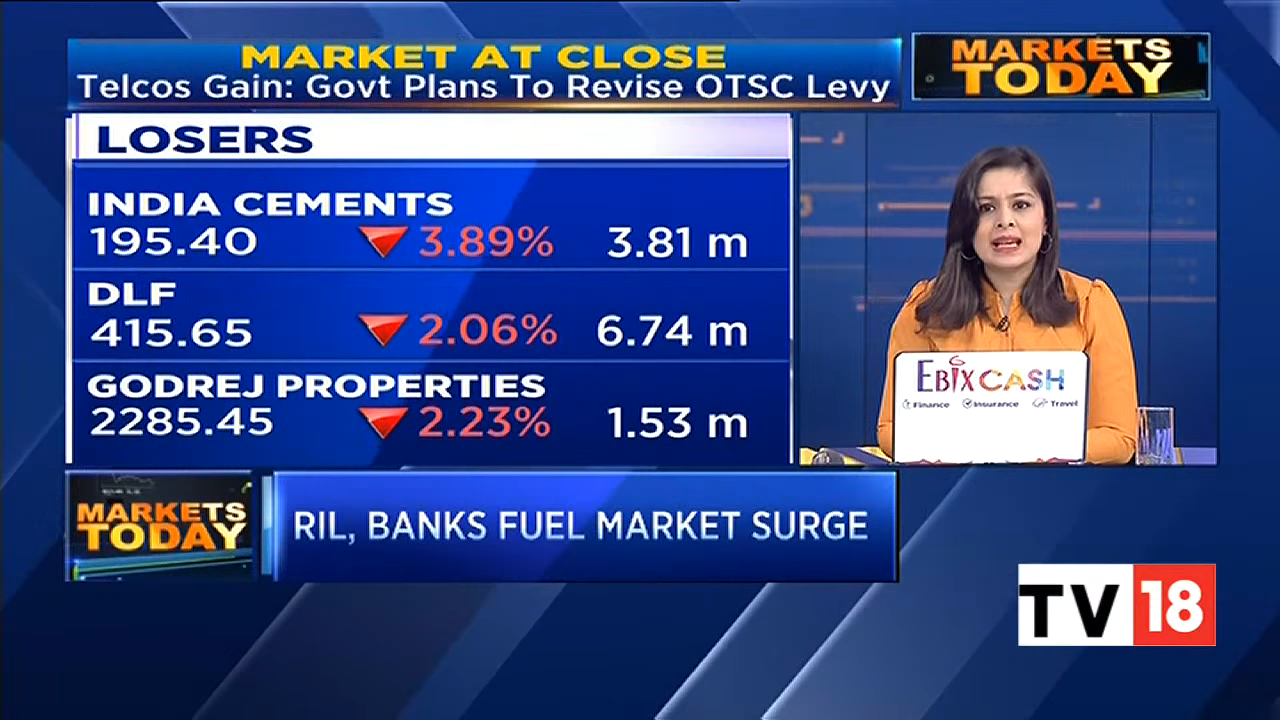 MARKET AT CLOSE
Telcos Gain: Govt Plans To Revise OTSC Levy
MARKETS
TODAY
LOSERS
INDIA CEMENTS
195.40 3.89% 3.81 m
DLF
415.65 2.06% 6.74 m
GODREJ PROPERTIES
2285.45 2.23% 1.53 m
EBIXCASH
Finance Insurance Travel
MARKETS
TODAY
RIL, BANKS FUEL MARKET SURGE
TV18